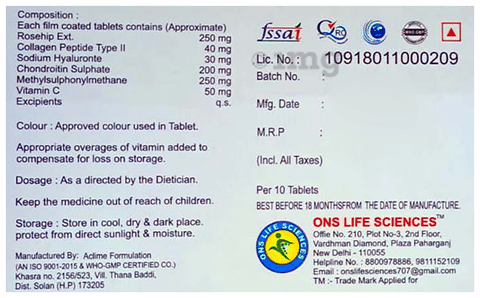 Composition :
Each film coated tablets contains (Approximate)
Rosehip Ext. 250 mg
Collagen Peptide Type II 40 mg
Sodium Hyaluronte 30 mg
Chondroitin Sulphate 200 mg
Methylsulphonylmethane 250 mg
Vitamin C 50 mg
Excipients q.s.
Colour : Approved colour used in Tablet.
Appropriate overages of vitamin added to
compensate for loss on storage.
Dosage : As a directed by the Dietician.
Keep the medicine out of reach of children.
Storage : Store in cool, dry & dark place.
protect from direct sunlight & moisture.
Manufactured By: Aclime Formulation
(AN ISO 9001-2015 & WHO-GMP CERTIFIED CO.)
Khasra no. 2156/523, Vill. Thana Baddi,
Dist. Solan (H.P) 173205
fssai
QRO
WHO-GMP
Lic. No. : 10918011000209
1mg
Batch No. :
Mfg. Date :
M.R.P :
(Incl. All Taxes)
Per 10 Tablets
BEST BEFORE 18 MONTHSFROM THE DATE OF MANUFACTURE.
ONS LIFE SCIENCES
ONS LIFE SCIENCES™
Offie No. 210, Plot No-3, 2nd Floor,
Vardhman Diamond, Plaza Paharganj
New Delhi - 110055
Helpline No. : 8800978886, 9811152109
Email : onslifesciences707@gmail.com
TM :- Trade Mark Applied for